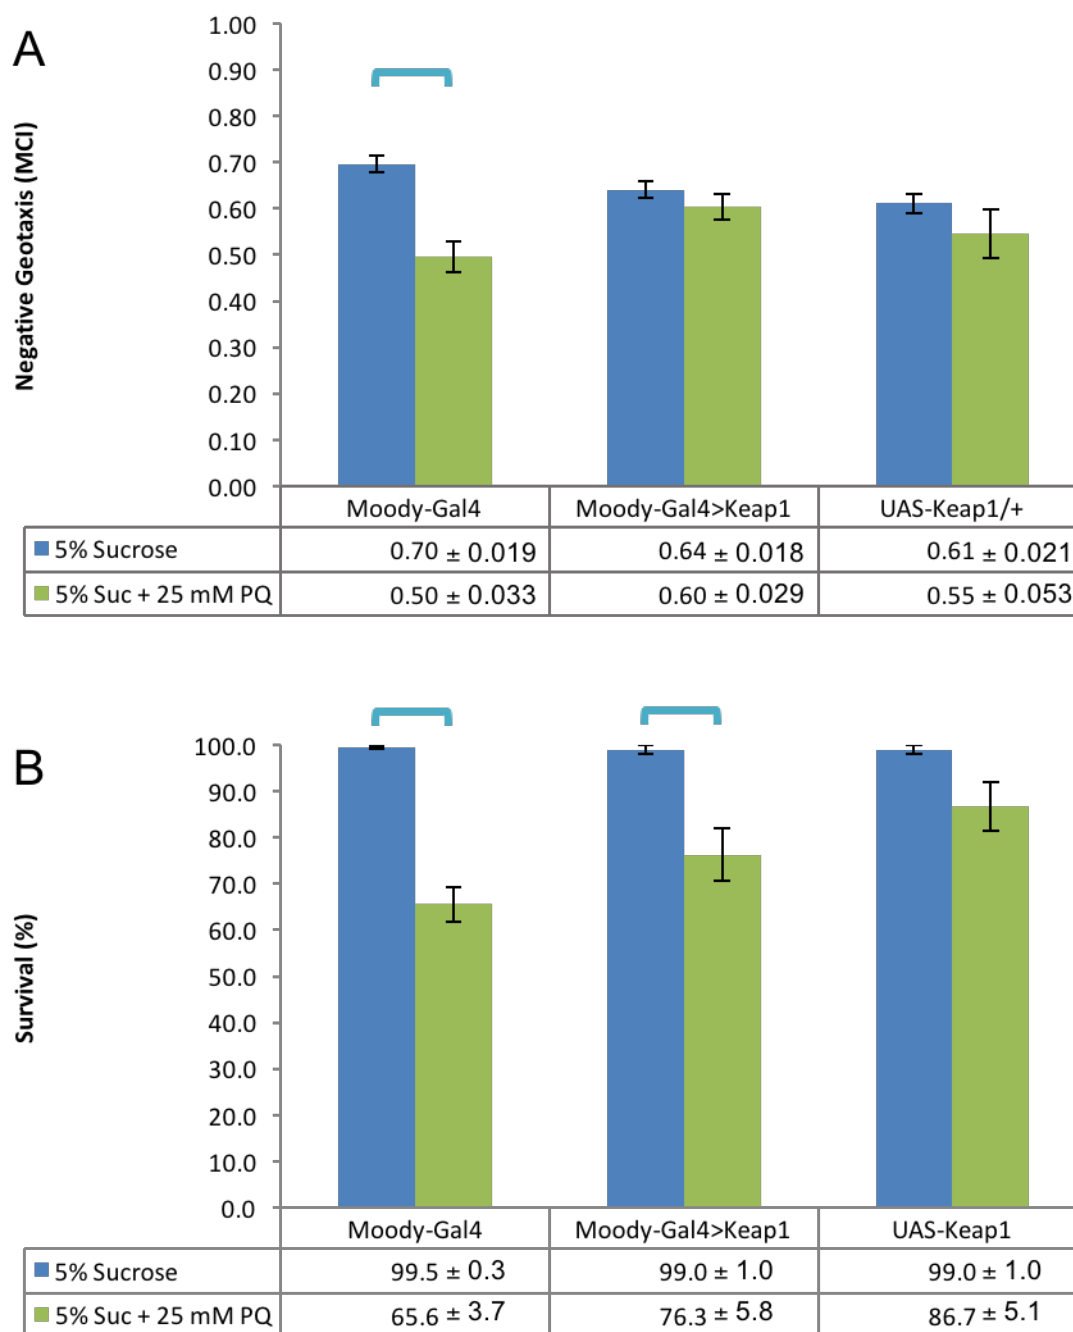 A
Negative Geotaxis (MCI)
1.00
0.90
0.80
0.70
0.60
0.50
0.40
0.30
0.20
0.10
0.00
Moody-Gal4 Moody-Gal4>Keap1 UAS-Keap1/+
5% Sucrose 0.70 ± 0.019 0.64 ± 0.018 0.61 ± 0.021
5% Suc + 25 mM PQ 0.50 ± 0.033 0.60 ± 0.029 0.55 ± 0.053
B
Survival (%)
100.0
90.0
80.0
70.0
60.0
50.0
40.0
30.0
20.0
10.0
0.0
Moody-Gal4 Moody-Gal4>Keap1 UAS-Keap1
5% Sucrose 99.5 ± 0.3 99.0 ± 1.0 99.0 ± 1.0
5% Suc + 25 mM PQ 65.6 ± 3.7 76.3 ± 5.8 86.7 ± 5.1